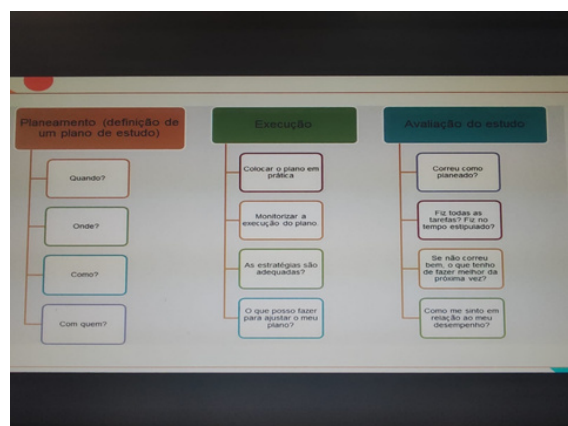 Planeamento (definição de
um plano de estudo)
Quando?
Onde?
Como?
Com quem?
Execução
Colocar o plano em
prática
Monitorizar a
execução do plano
As estratégias são
adequadas?
O que posso fazer
para ajustar o meu
plano?
Avaliação do estudo
Correu como
planeado?
Fiz todas as
tarefas? Fiz no
tempo estipulado?
Se não correu
bem, o que tenho
de fazer melhor da
próxima vez?
Como me sinto em
relação ao meu
desempenho?